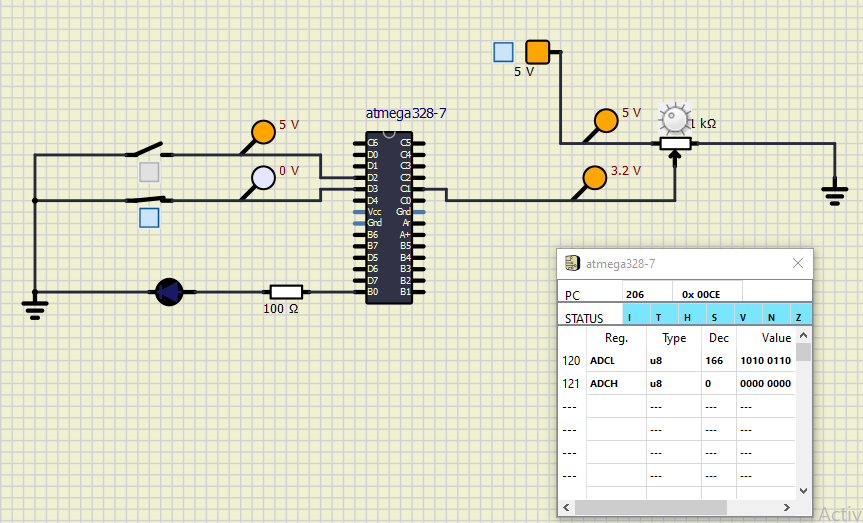 5 V
atmega328-7
5 V
5 V
1 kΩ
0 V
3.2 V
C6 C5
D0 C4
D1 C3
D2 C2
D3 C1
D4 C0
Vcc Gnd
Gnd Ar
B6 A+
B7 B5
D5 B4
D6 B3
D7 B2
B0 B1
100 Ω
atmega328-7
PC 206 0x 00CE
STATUS I T H S V N Z
Reg. Type Dec Value
120 ADCL u8 166 1010 0110
121 ADCH u8 0 0000 0000
--- --- --- ---
--- --- --- ---
--- --- --- ---
--- --- --- ---
Activ